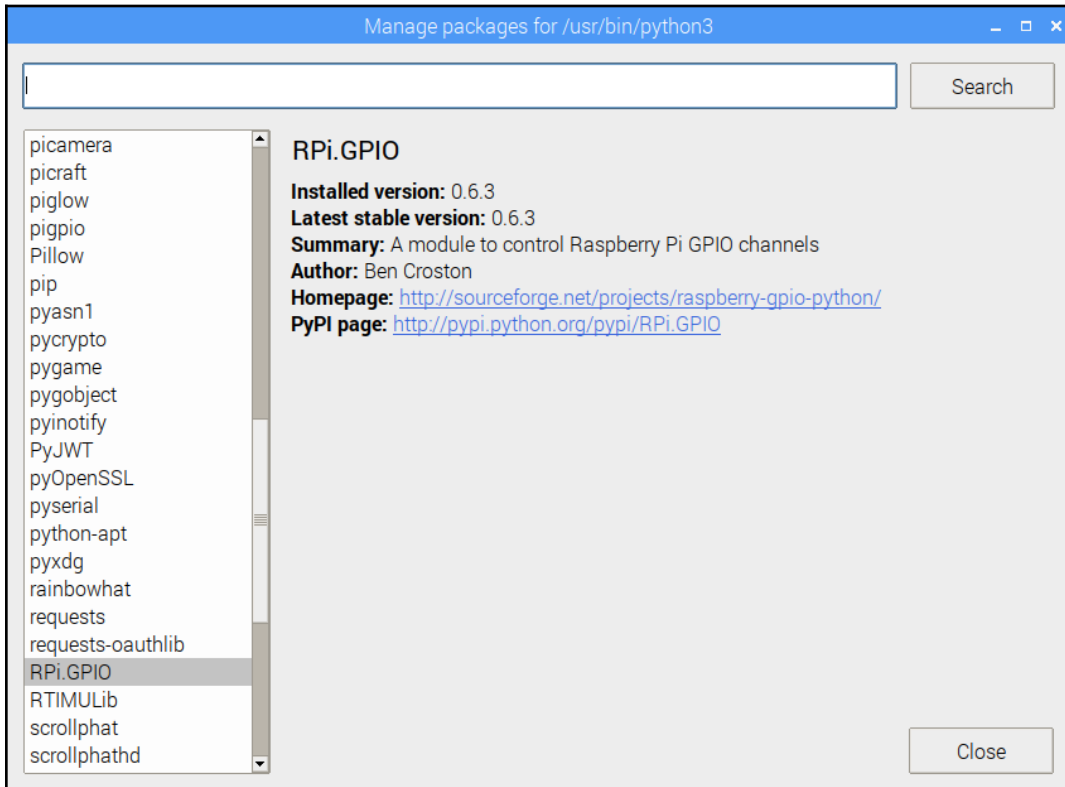 Manage packages for /usr/bin/python3
Search
picamera
picraft
piglow
pigpio
Pillow
pip
pyasn1
pycrypto
pygame
pygobject
pyinotify
PyJWT
pyOpenSSL
pyserial
python-apt
pyxdg
rainbowhat
requests
requests-oauthlib
RPi.GPIO
RTIMULib
scrollphat
scrollphathd
RPi.GPIO
Installed version: 0.6.3
Latest stable version: 0.6.3
Summary: A module to control Raspberry Pi GPIO channels
Author: Ben Croston
Homepage: http://sourceforge.net/projects/raspberry-gpio-python/
PyPI page: http://pypi.python.org/pypi/RPi.GPIO
Close